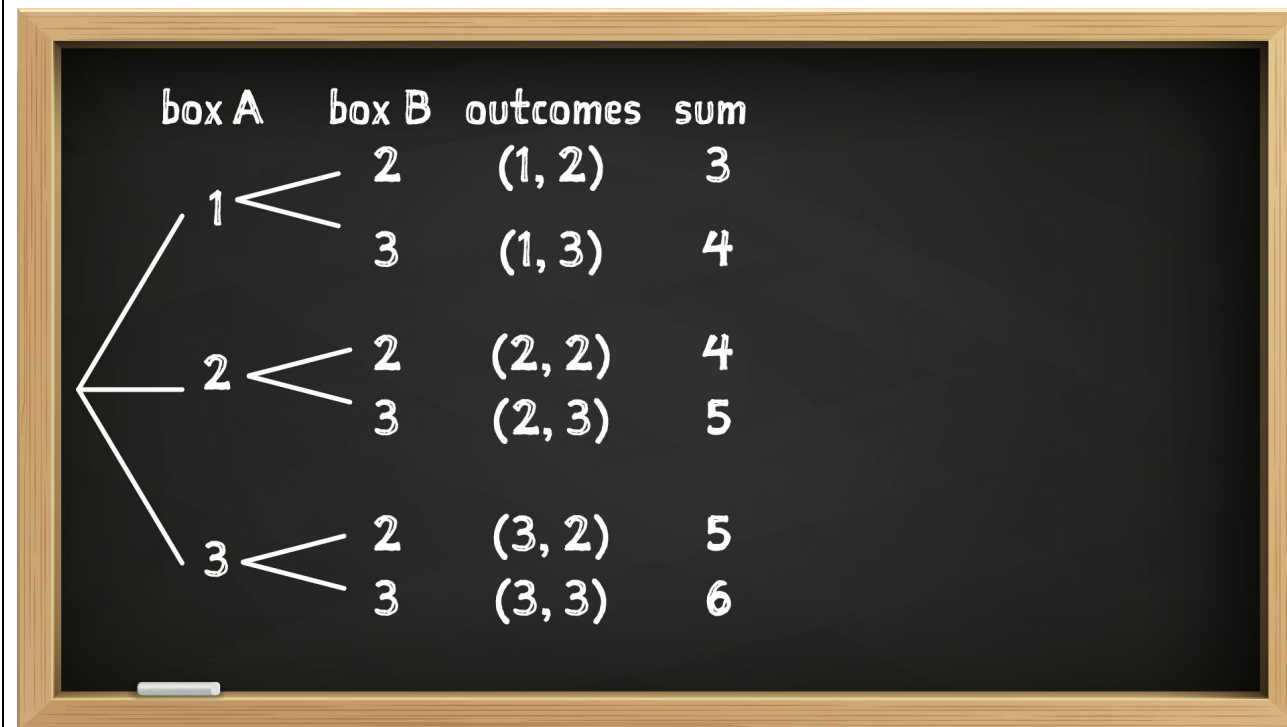 box A box B outcomes sum
2 (1, 2) 3
1
3 (1, 3) 4
2 (2, 2) 4
2
3 (2, 3) 5
2 (3, 2) 5
3
3 (3, 3) 6